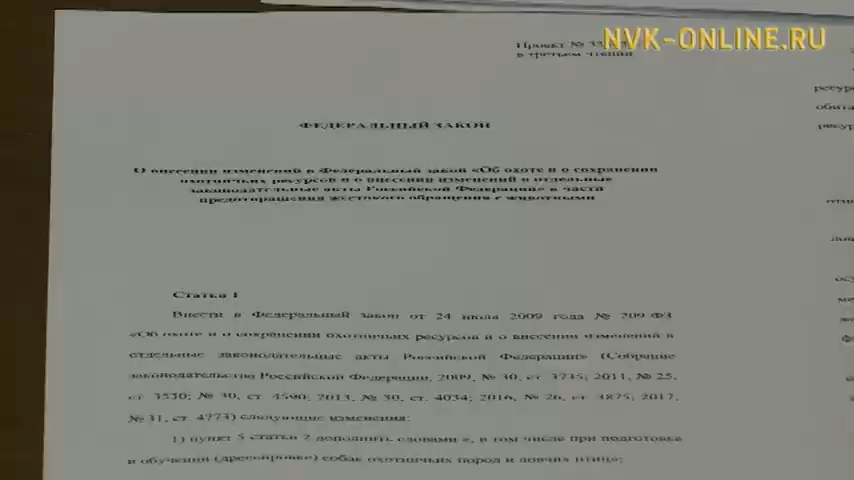 NVK-ONLINE.RU
Проект №
в третьем чтении
ФЕДЕРАЛЬНЫЙ ЗАКОН
О внесении изменений в Федеральный закон «Об охоте и о сохранении
охотничьих ресурсов и о внесении изменений в отдельные
законодательные акты Российской Федерации» в части
предотвращения жестокого обращения с животными
Статья 1
Внести в Федеральный закон от 24 июля 2009 года № 209-ФЗ
«Об охоте и о сохранении охотничьих ресурсов и о внесении изменений в
отдельные законодательные акты Российской Федерации» (Собрание
законодательства Российской Федерации, 2009, № 30, ст. 3735; 2011, № 25,
ст. 3530; № 30, ст. 4590; 2013, № 30, ст. 4034; 2016, № 26, ст. 3875; 2017,
№ 31, ст. 4773) следующие изменения:
1) пункт 5 статьи 2 дополнить словами «, в том числе при подготовке
и обучении (дрессировке) собак охотничьих пород и ловчих птиц»;